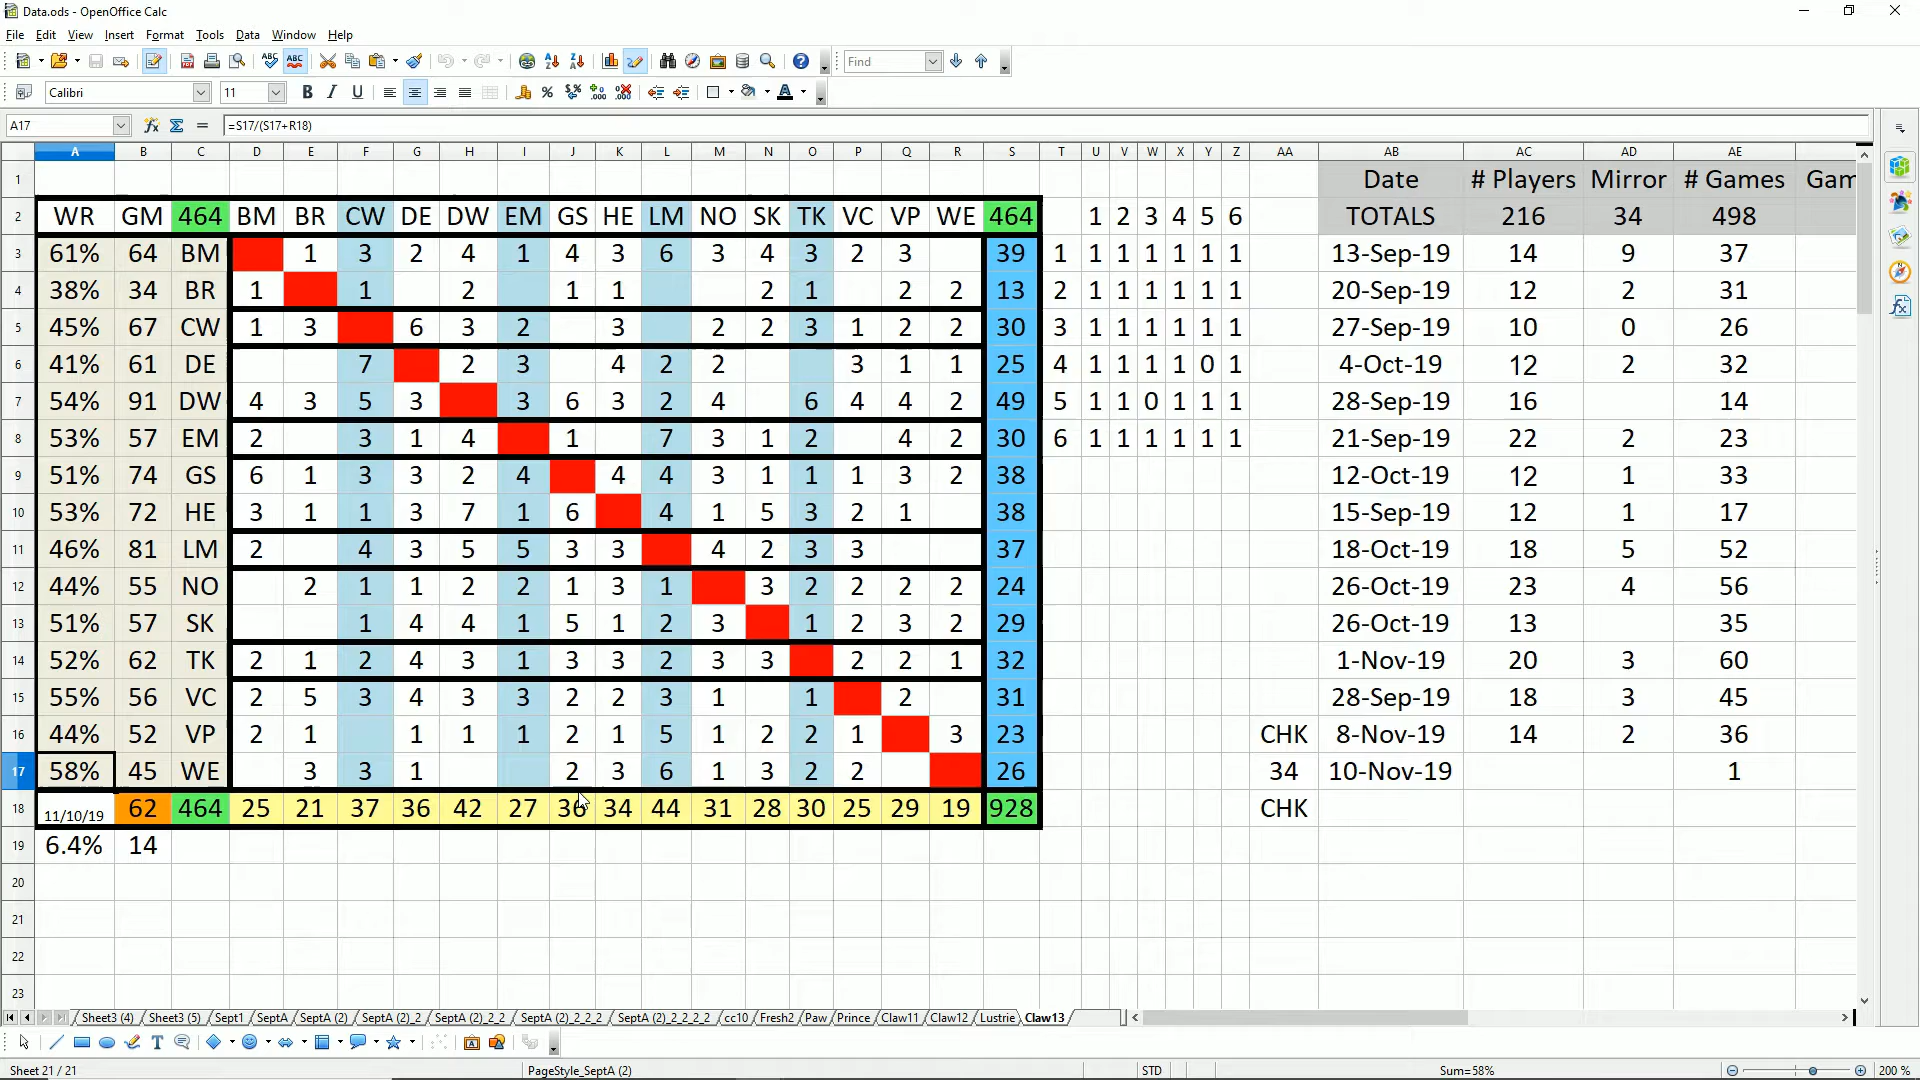 Data.ods - OpenOffice Calc
File Edit View Insert Format Tools Data Window Help
Find
Calibri 11
A17 =S17/(S17+R18)
A B C D E F G H I J K L M N O P Q R S T U V W X Y Z AA AB AC AD AE
1 Date # Players Mirror # Games Gam
2 WR GM 464 BM BR CW DE DW EM GS HE LM NO SK TK VC VP WE 464 1 2 3 4 5 6 TOTALS 216 34 498
3 61% 64 BM 1 3 2 4 1 4 3 6 3 4 3 2 3 39 1 1 1 1 1 1 1 13-Sep-19 14 9 37
4 38% 34 BR 1 1 2 1 1 2 1 2 2 13 2 1 1 1 1 1 1 20-Sep-19 12 2 31
5 45% 67 CW 1 3 6 3 2 3 2 2 3 1 2 2 30 3 1 1 1 1 1 1 27-Sep-19 10 0 26
6 41% 61 DE 7 2 3 4 2 2 3 1 1 25 4 1 1 1 1 0 1 4-Oct-19 12 2 32
7 54% 91 DW 4 3 5 3 3 6 3 2 4 6 4 4 2 49 5 1 1 0 1 1 1 28-Sep-19 16 14
8 53% 57 EM 2 3 1 4 1 7 3 1 2 4 2 30 6 1 1 1 1 1 1 21-Sep-19 22 2 23
9 51% 74 GS 6 1 3 3 2 4 4 4 3 1 1 1 3 2 38 12-Oct-19 12 1 33
10 53% 72 HE 3 1 1 3 7 1 6 4 1 5 3 2 1 38 15-Sep-19 12 1 17
11 46% 81 LM 2 4 3 5 5 3 3 4 2 3 3 37 18-Oct-19 18 5 52
12 44% 55 NO 2 1 1 2 2 1 3 1 3 2 2 2 2 24 26-Oct-19 23 4 56
13 51% 57 SK 1 4 4 1 5 1 2 3 1 2 3 2 29 26-Oct-19 13 35
14 52% 62 TK 2 1 2 4 3 1 3 3 2 3 3 2 2 1 32 1-Nov-19 20 3 60
15 55% 56 VC 2 5 3 4 3 3 2 2 3 1 1 2 31 28-Sep-19 18 3 45
16 44% 52 VP 2 1 1 1 1 2 1 5 1 2 2 1 3 23 CHK 8-Nov-19 14 2 36
17 58% 45 WE 3 3 1 2 3 6 1 3 2 2 26 34 10-Nov-19 1
18 11/10/19 62 464 25 21 37 36 42 27 36 34 44 31 28 30 25 29 19 928 CHK
19 6.4% 14
20
21
22
23
Sheet3 (4) Sheet3 (5) Sept1 SeptA SeptA (2) SeptA (2)_2 SeptA (2)_2_2 SeptA (2)_2_2_2 SeptA (2)_2_2_2_2 cc10 Fresh2 Paw Prince Claw11 Claw12 Lustrie Claw13
Sheet 21 / 21 PageStyle_SeptA (2) STD Sum=58% 200 %